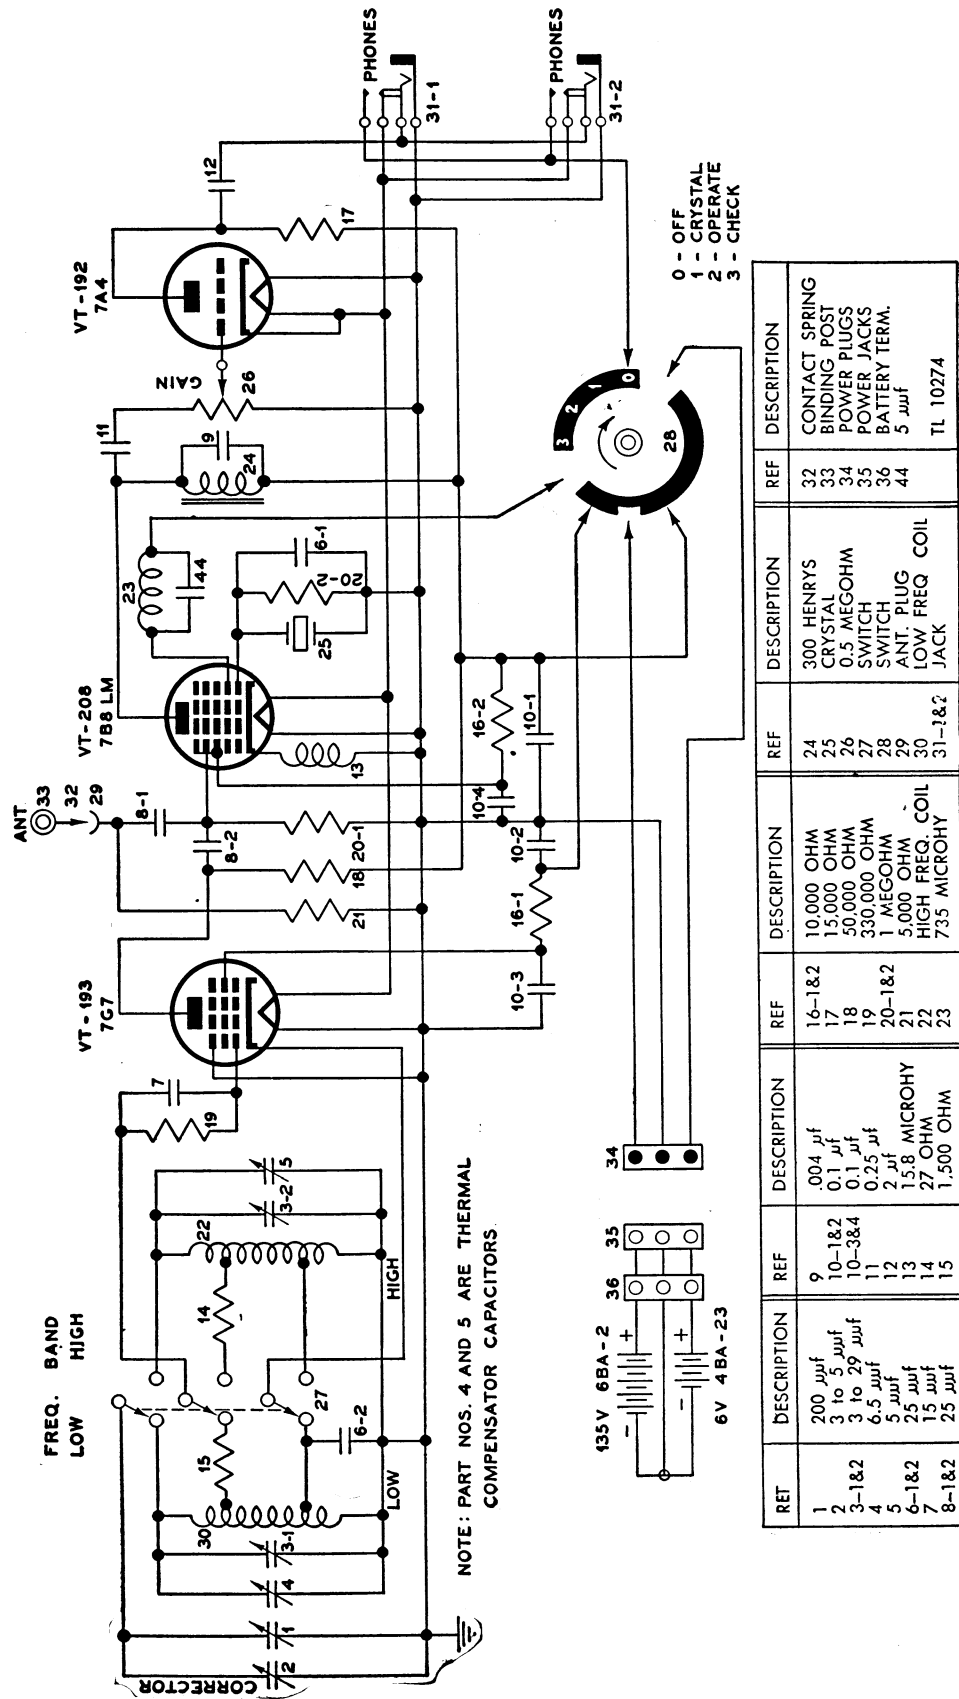 ANT
33
32
29
VT-193
7G7
VT-208
7B8 LM
VT-192
7A4
FREQ. BAND
LOW HIGH
CORRECTOR
2
1
4
3-1
30
15
14
22
3-2
5
27
6-2
LOW
HIGH
19
7
8-1
8-2
21
18
20-1
13
23
44
25
20-2
6-1
24
9
11
GAIN
26
17
12
PHONES
31-1
PHONES
31-2
10-3
16-1
10-2
10-4
16-2
10-1
28
3
2
1
0
0 - OFF
1 - CRYSTAL
2 - OPERATE
3 - CHECK
NOTE: PART NOS. 4 AND 5 ARE THERMAL
COMPENSATOR CAPACITORS
135V 6BA-2
- +
6V 4BA-23
- +
36
35
34
RET DESCRIPTION REF DESCRIPTION REF DESCRIPTION REF DESCRIPTION REF DESCRIPTION
1 200 μμf 9 .004 μf 16-1&2 10,000 OHM 24 300 HENRYS 32 CONTACT SPRING
2 3 to 5 μμf 10-1&2 0.1 μf 17 15,000 OHM 25 CRYSTAL 33 BINDING POST
3-1&2 3 to 29 μμf 10-3&4 0.1 μf 18 50,000 OHM 26 0.5 MEGOHM 34 POWER PLUGS
4 6.5 μμf 11 0.25 μf 19 330,000 OHM 27 SWITCH 35 POWER JACKS
5 5 μμf 12 2 μf 20-1&2 1 MEGOHM 28 SWITCH 36 BATTERY TERM.
6-1&2 25 μμf 13 15.8 MICROHY 21 5,000 OHM 29 ANT. PLUG 44 5 μμf
7 15 μμf 14 27 OHM 22 HIGH FREQ. COIL 30 LOW FREQ COIL
8-1&2 25 μμf 15 1,500 OHM 23 735 MICROHY 31-1&2 JACK TL 10274